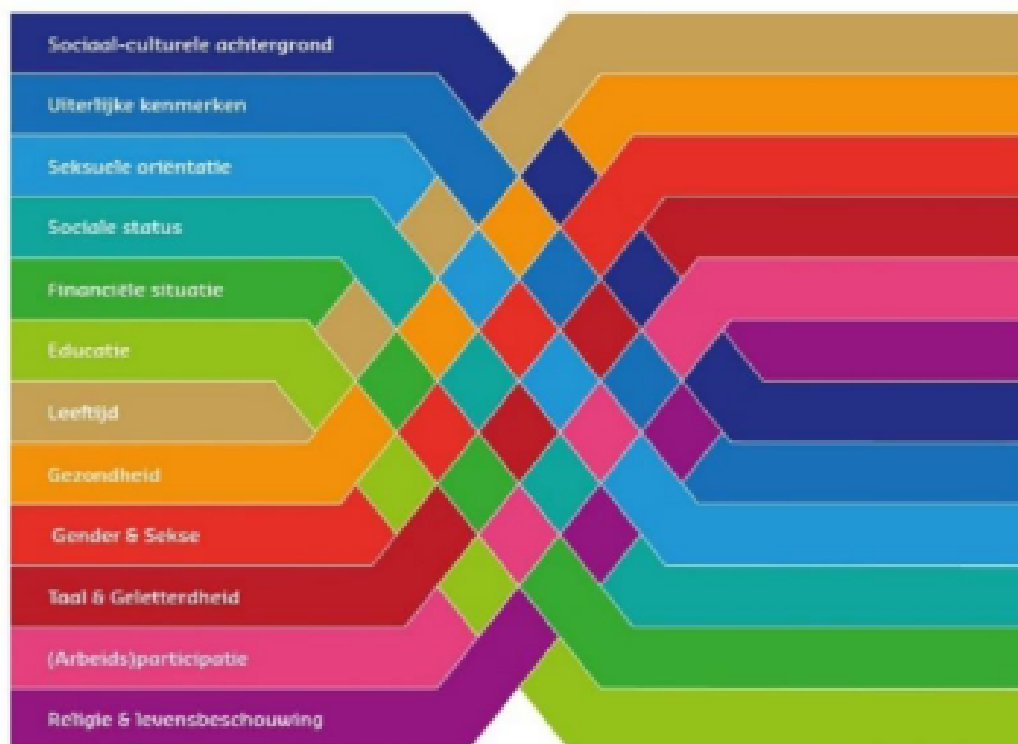 Sociaal-culturele achtergrond
Uiterlijke kenmerken
Seksuele oriëntatie
Sociale status
Financiële situatie
Educatie
Leeftijd
Gezondheid
Gender & Sekse
Taal & Geletterdheid
(Arbeids)participatie
Religie & levensbeschouwing